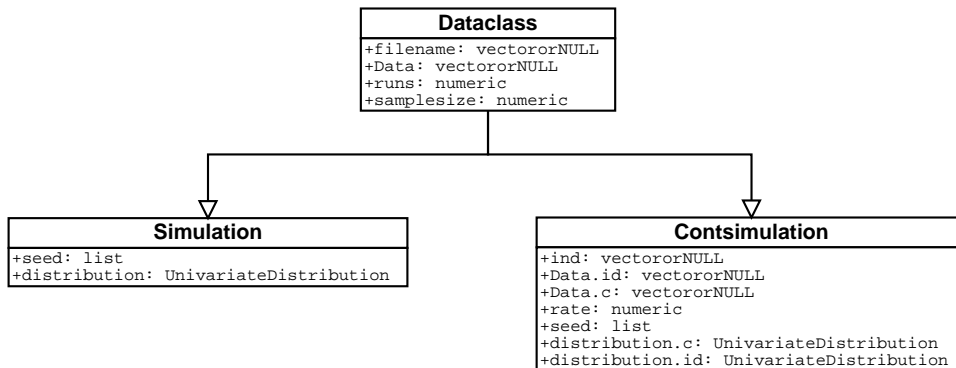 Dataclass
+filename: vectororNULL
+Data: vectororNULL
+runs: numeric
+samplesize: numeric
Simulation
+seed: list
+distribution: UnivariateDistribution
Contsimulation
+ind: vectororNULL
+Data.id: vectororNULL
+Data.c: vectororNULL
+rate: numeric
+seed: list
+distribution.c: UnivariateDistribution
+distribution.id: UnivariateDistribution